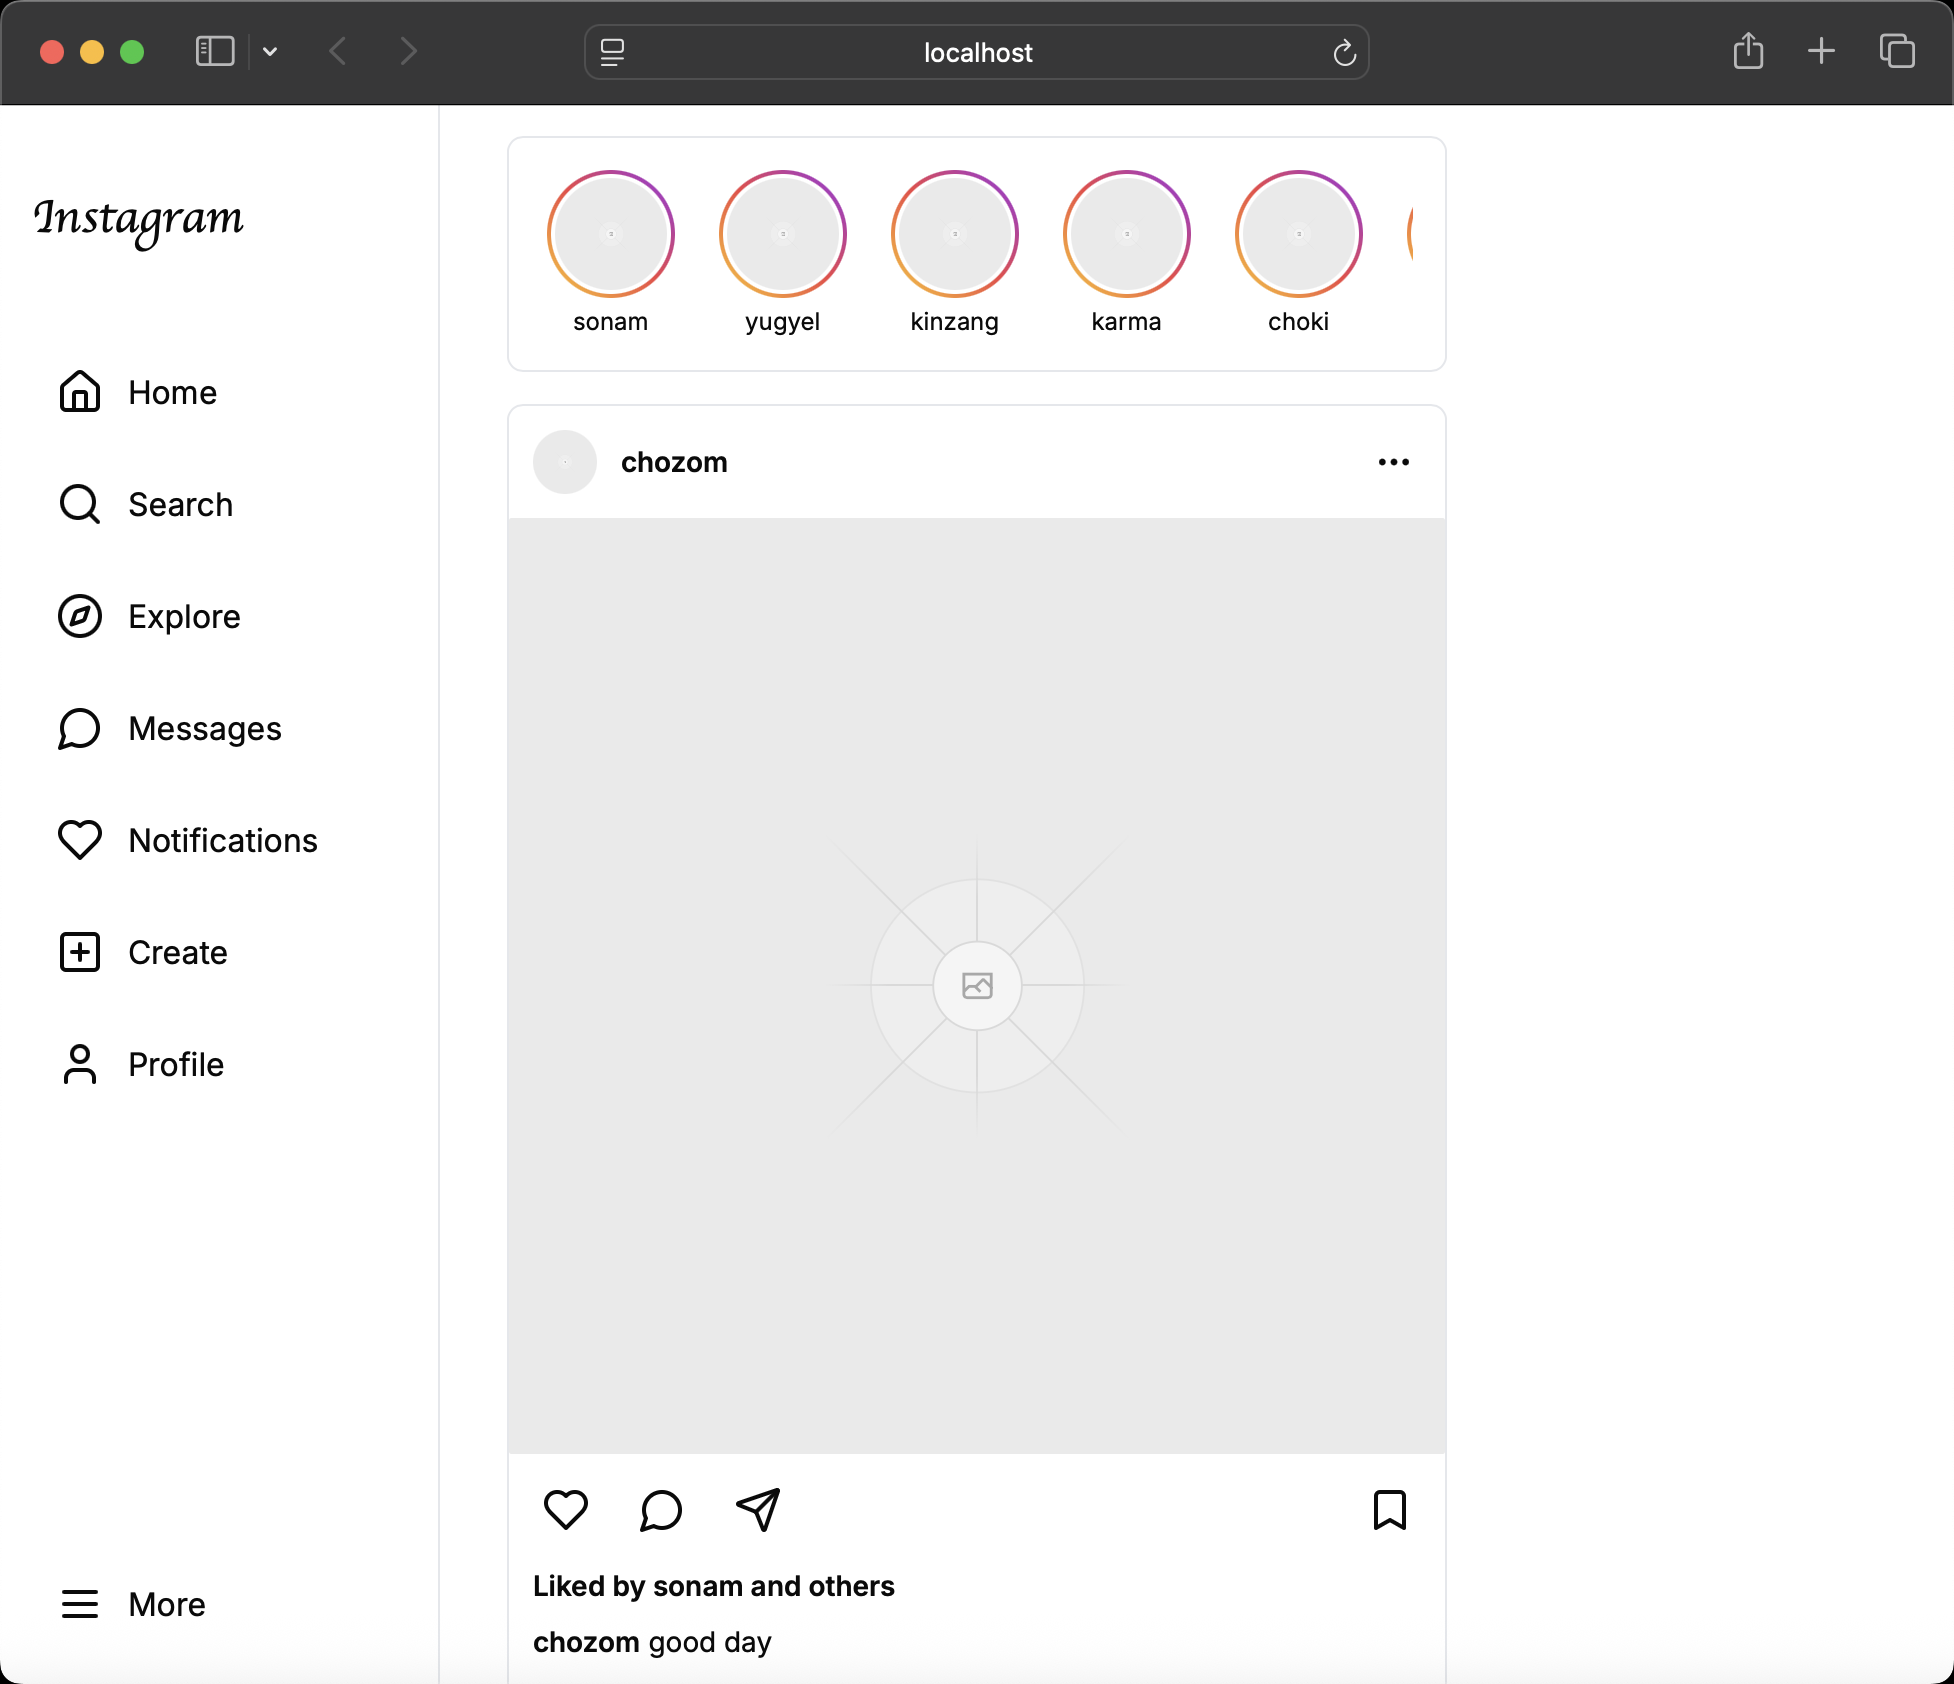 localhost
Instagram
Home
Search
Explore
Messages
Notifications
Create
Profile
More
sonam yugyel kinzang karma choki
chozom
Liked by sonam and others
chozom good day